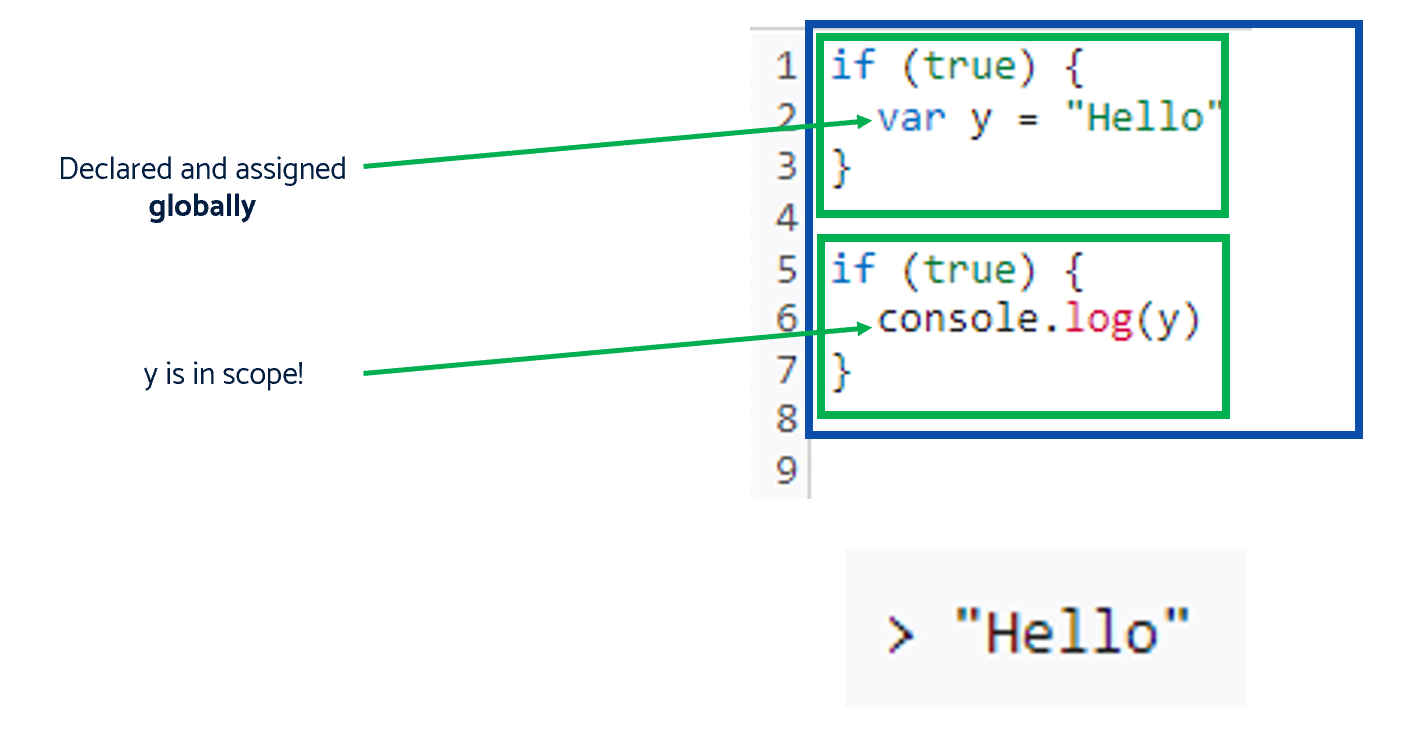 Declared and assigned
globally
y is in scope!
1 if (true) {
2   var y = "Hello"
3 }
4
5 if (true) {
6   console.log(y)
7 }
8
9
> "Hello"